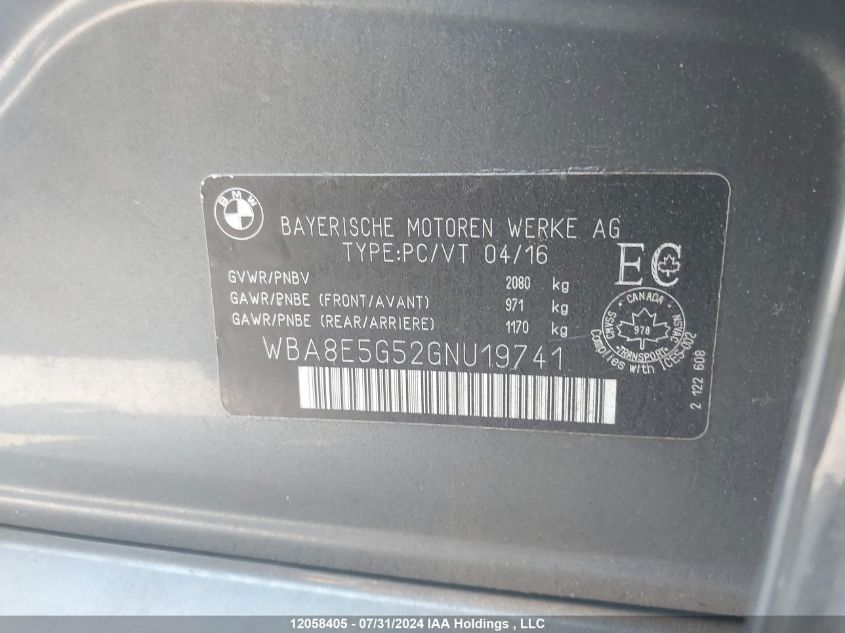 BMW
BAYERISCHE MOTOREN WERKE AG
TYPE:PC/VT 04/16
EC
GVWR/PNBV 2080 kg
GAWR/PNBE (FRONT/AVANT) 971 kg
GAWR/PNBE (REAR/ARRIERE) 1170 kg
CANADA
CMVSS
NSVAC
978
TRANSPORT
Complies with ICES-002
WBA8E5G52GNU19741
2 122 608
12058405 - 07/31/2024 IAA Holdings , LLC